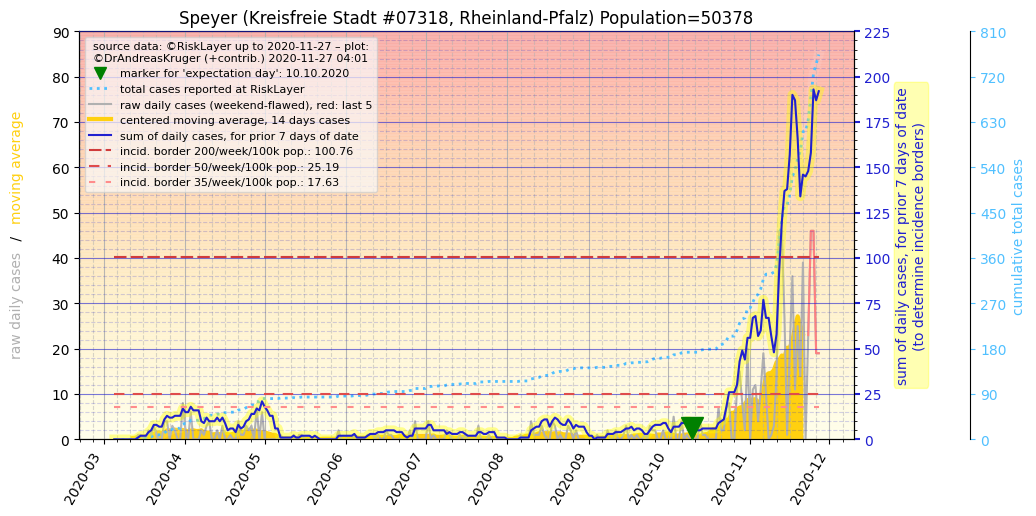 Speyer (Kreisfreie Stadt #07318, Rheinland-Pfalz) Population=50378
source data: ©RiskLayer up to 2020-11-27 – plot:
©DrAndreasKruger (+contrib.) 2020-11-27 04:01
marker for 'expectation day': 10.10.2020
total cases reported at RiskLayer
raw daily cases (weekend-flawed), red: last 5
centered moving average, 14 days cases
sum of daily cases, for prior 7 days of date
incid. border 200/week/100k pop.: 100.76
incid. border 50/week/100k pop.: 25.19
incid. border 35/week/100k pop.: 17.63
raw daily cases / moving average
90
80
70
60
50
40
30
20
10
0
225
200
175
150
125
100
75
50
25
0
sum of daily cases, for prior 7 days of date
(to determine incidence borders)
810
720
630
540
450
360
270
180
90
0
cumulative total cases
2020-03
2020-04
2020-05
2020-06
2020-07
2020-08
2020-09
2020-10
2020-11
2020-12